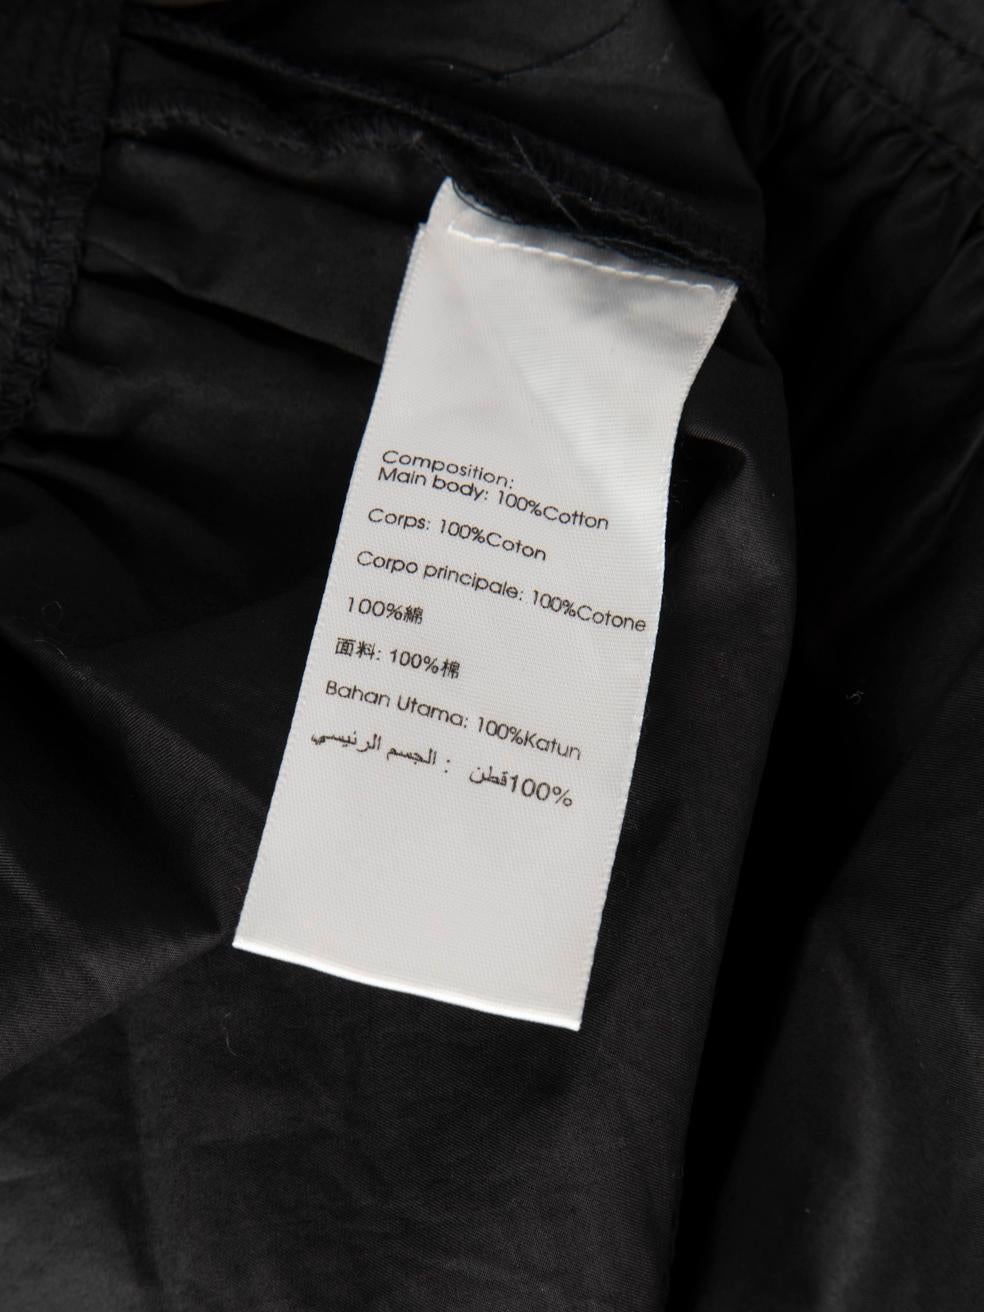 Composition:
Main body: 100%Cotton
Corps: 100%Coton
Corpo principale: 100%Cotone
100%綿
面料: 100%棉
Bahan Utama: 100%Katun
الجسم الرئيسي :
100%قطن